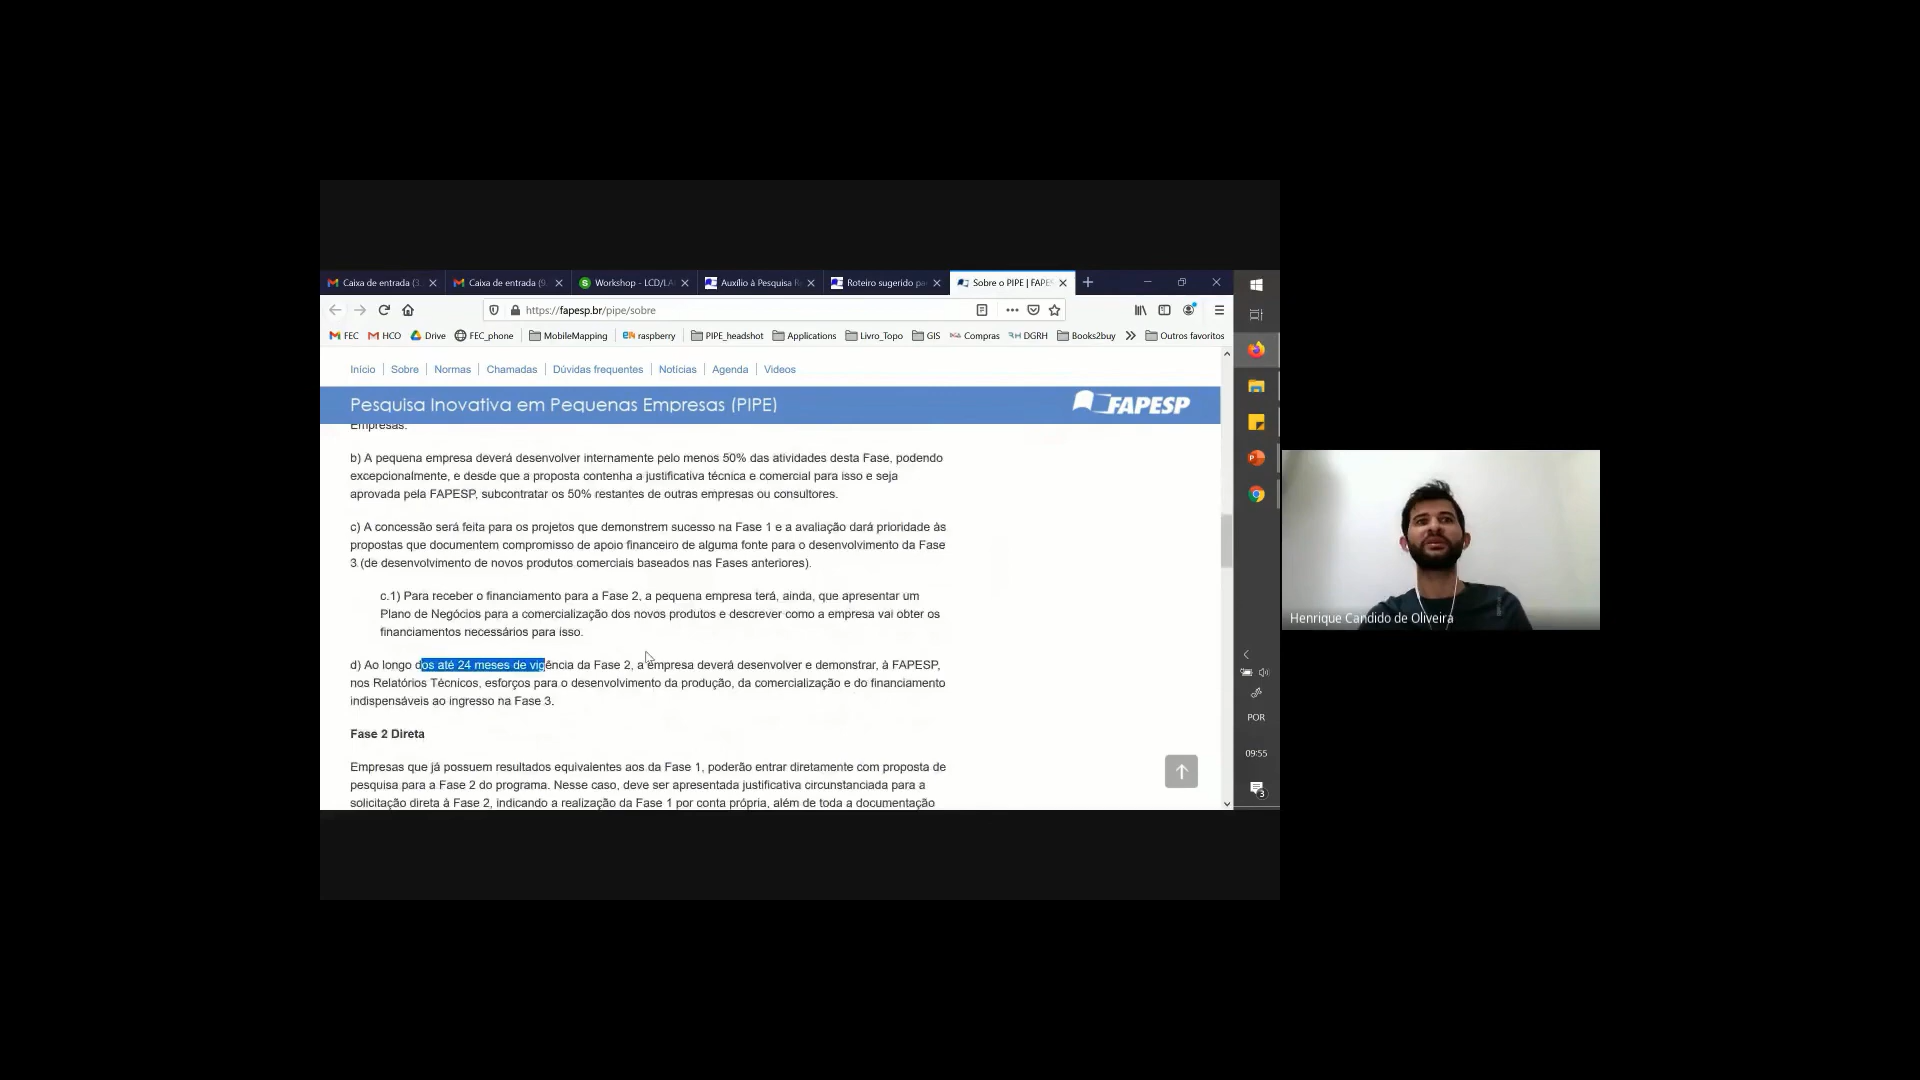 Caixa de entrada (3
Caixa de entrada (9
Workshop - LCD/LA
Auxílio à Pesquisa R
Roteiro sugerido pa
Sobre o PIPE | FAPE
https://fapesp.br/pipe/sobre
FEC
HCO
Drive
FEC_phone
MobileMapping
raspberry
PIPE_headshot
Applications
Livro_Topo
GIS
Compras
DGRH
Books2buy
Outros favoritos
Início
Sobre
Normas
Chamadas
Dúvidas frequentes
Notícias
Agenda
Vídeos
Pesquisa Inovativa em Pequenas Empresas (PIPE)
FAPESP
Empresas.
b) A pequena empresa deverá desenvolver internamente pelo menos 50% das atividades desta Fase, podendo
excepcionalmente, e desde que a proposta contenha a justificativa técnica e comercial para isso e seja
aprovada pela FAPESP, subcontratar os 50% restantes de outras empresas ou consultores.
c) A concessão será feita para os projetos que demonstrem sucesso na Fase 1 e a avaliação dará prioridade às
propostas que documentem compromisso de apoio financeiro de alguma fonte para o desenvolvimento da Fase
3 (de desenvolvimento de novos produtos comerciais baseados nas Fases anteriores).
c.1) Para receber o financiamento para a Fase 2, a pequena empresa terá, ainda, que apresentar um
Plano de Negócios para a comercialização dos novos produtos e descrever como a empresa vai obter os
financiamentos necessários para isso.
d) Ao longo dos até 24 meses de vigência da Fase 2, a empresa deverá desenvolver e demonstrar, à FAPESP,
nos Relatórios Técnicos, esforços para o desenvolvimento da produção, da comercialização e do financiamento
indispensáveis ao ingresso na Fase 3.
Fase 2 Direta
Empresas que já possuem resultados equivalentes aos da Fase 1, poderão entrar diretamente com proposta de
pesquisa para a Fase 2 do programa. Nesse caso, deve ser apresentada justificativa circunstanciada para a
solicitação direta à Fase 2, indicando a realização da Fase 1 por conta própria, além de toda a documentação
POR
09:55
3
Henrique Candido de Oliveira